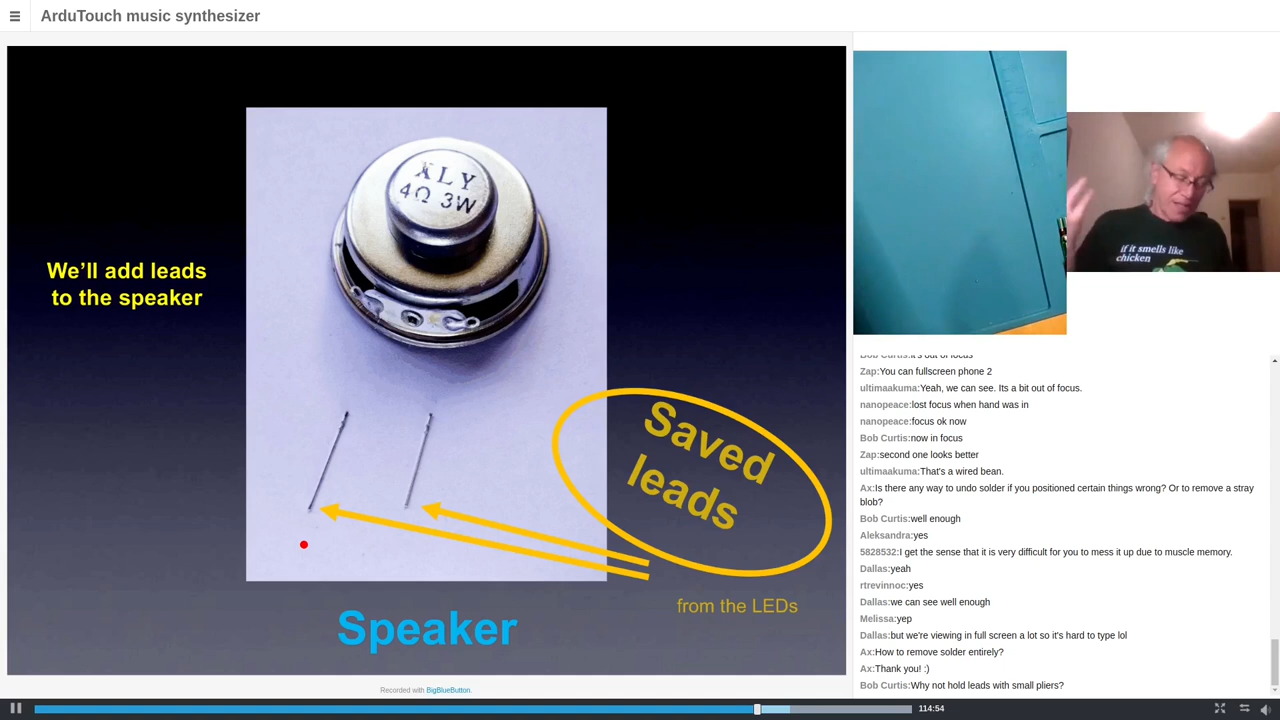 ArduTouch music synthesizer
We'll add leads
to the speaker
XLY
4Ω 3W
Saved
leads
from the LEDs
Speaker
Recorded with BigBlueButton.
if it smells like
chicken
Bob Curtis:it's out of focus
Zap:You can fullscreen phone 2
ultimaakuma:Yeah, we can see. Its a bit out of focus.
nanopeace:lost focus when hand was in
nanopeace:focus ok now
Bob Curtis:now in focus
Zap:second one looks better
ultimaakuma:That's a wired bean.
Ax:Is there any way to undo solder if you positioned certain things wrong? Or to remove a stray
blob?
Bob Curtis:well enough
Aleksandra:yes
5828532:I get the sense that it is very difficult for you to mess it up due to muscle memory.
Dallas:yeah
rtrevinnoc:yes
Dallas:we can see well enough
Melissa:yep
Dallas:but we're viewing in full screen a lot so it's hard to type lol
Ax:How to remove solder entirely?
Ax:Thank you! :)
Bob Curtis:Why not hold leads with small pliers?
114:54